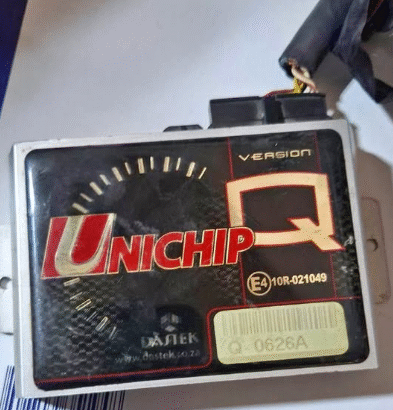 VERSION
Q
UNICHIP
E4 10R-021049
DASTEK
www.dastek.co.za
Q 0626A